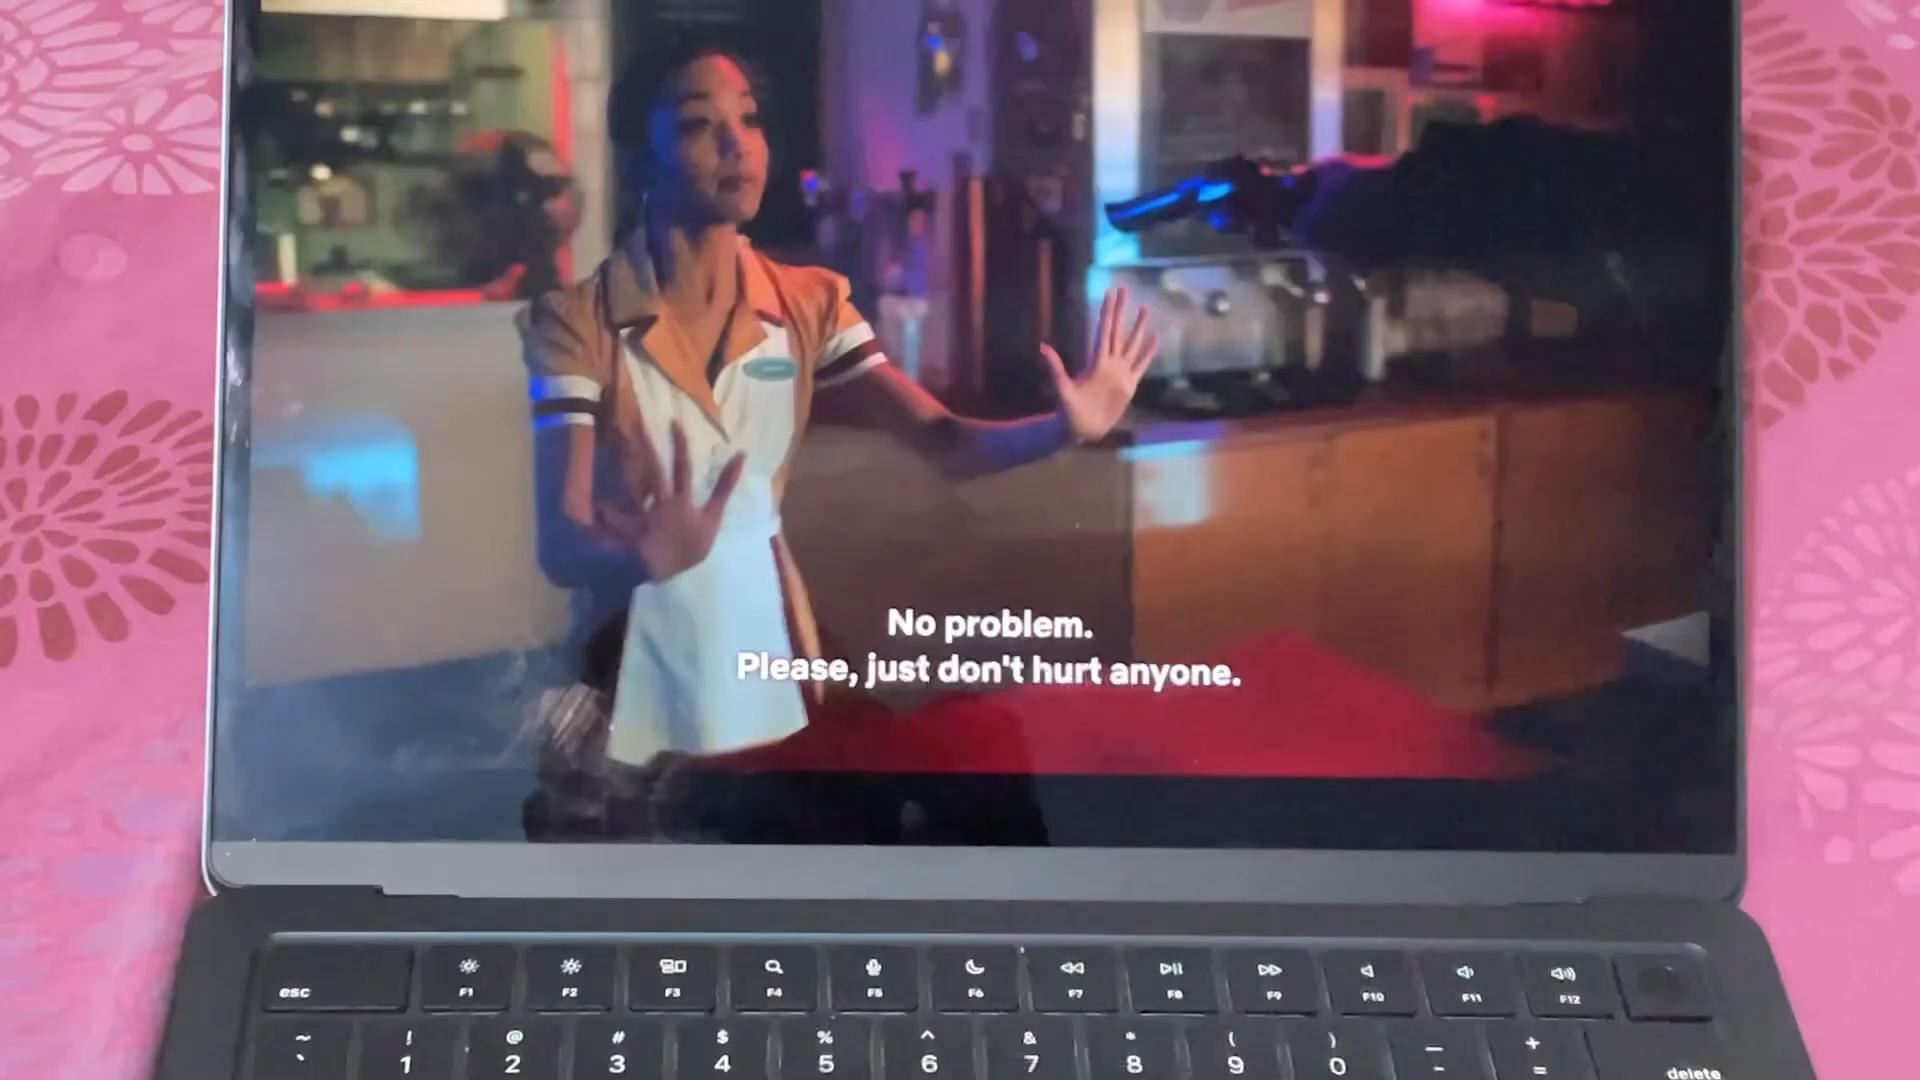 No problem.
Please, just don't hurt anyone.
esc F1 F2 F3 F4 F5 F6 F7 F8 F9 F10 F11 F12
~ ! @ # $ % ^ & * ( ) — +
` 1 2 3 4 5 6 7 8 9 0 - = delete